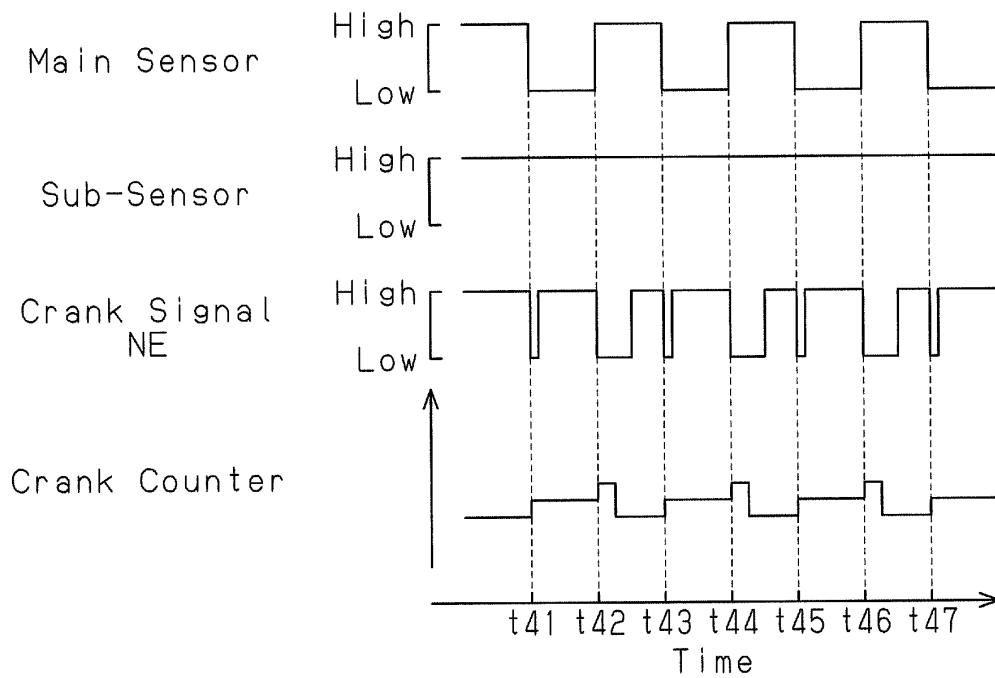 High
Main Sensor
Low
High
Sub-Sensor
Low
High
Crank Signal
NE
Low
Crank Counter
t41 t42 t43 t44 t45 t46 t47
Time